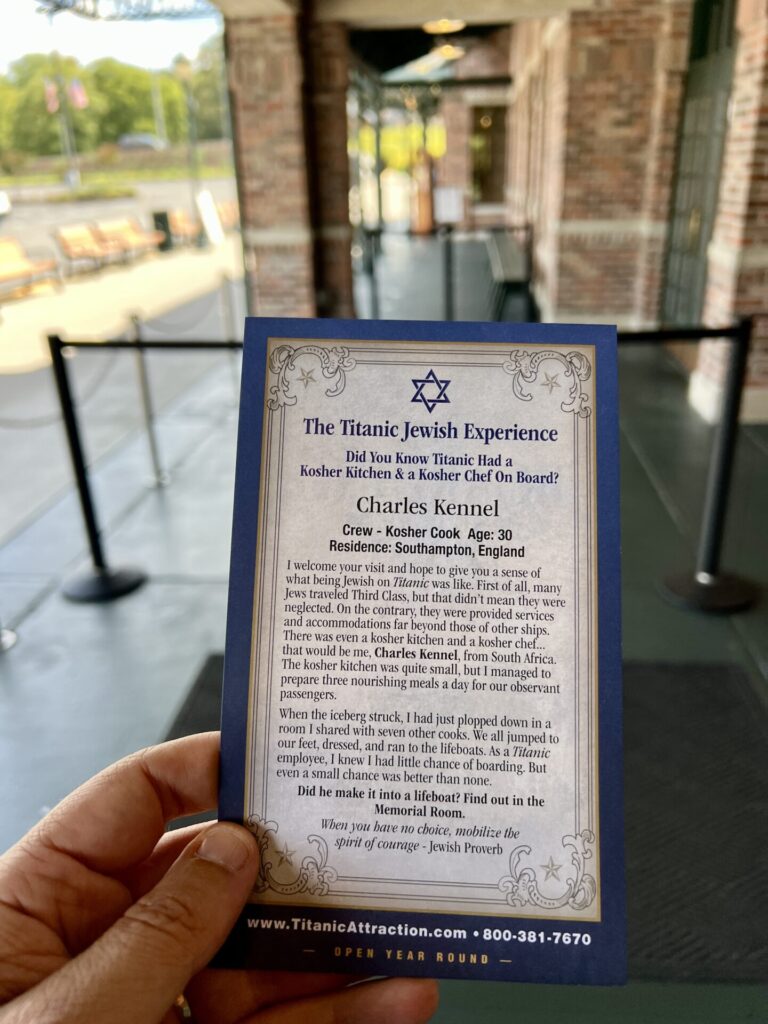 The Titanic Jewish Experience
Did You Know Titanic Had a
Kosher Kitchen & a Kosher Chef On Board?
Charles Kennel
Crew - Kosher Cook Age: 30
Residence: Southampton, England
I welcome your visit and hope to give you a sense of
what being Jewish on Titanic was like. First of all, many
Jews traveled Third Class, but that didn't mean they were
neglected. On the contrary, they were provided services
and accommodations far beyond those of other ships.
There was even a kosher kitchen and a kosher chef...
that would be me, Charles Kennel, from South Africa.
The kosher kitchen was quite small, but I managed to
prepare three nourishing meals a day for our observant
passengers.
When the iceberg struck, I had just plopped down in a
room I shared with seven other cooks. We all jumped to
our feet, dressed, and ran to the lifeboats. As a Titanic
employee, I knew I had little chance of boarding. But
even a small chance was better than none.
Did he make it into a lifeboat? Find out in the
Memorial Room.
When you have no choice, mobilize the
spirit of courage - Jewish Proverb
www.TitanicAttraction.com • 800-381-7670
— OPEN YEAR ROUND —